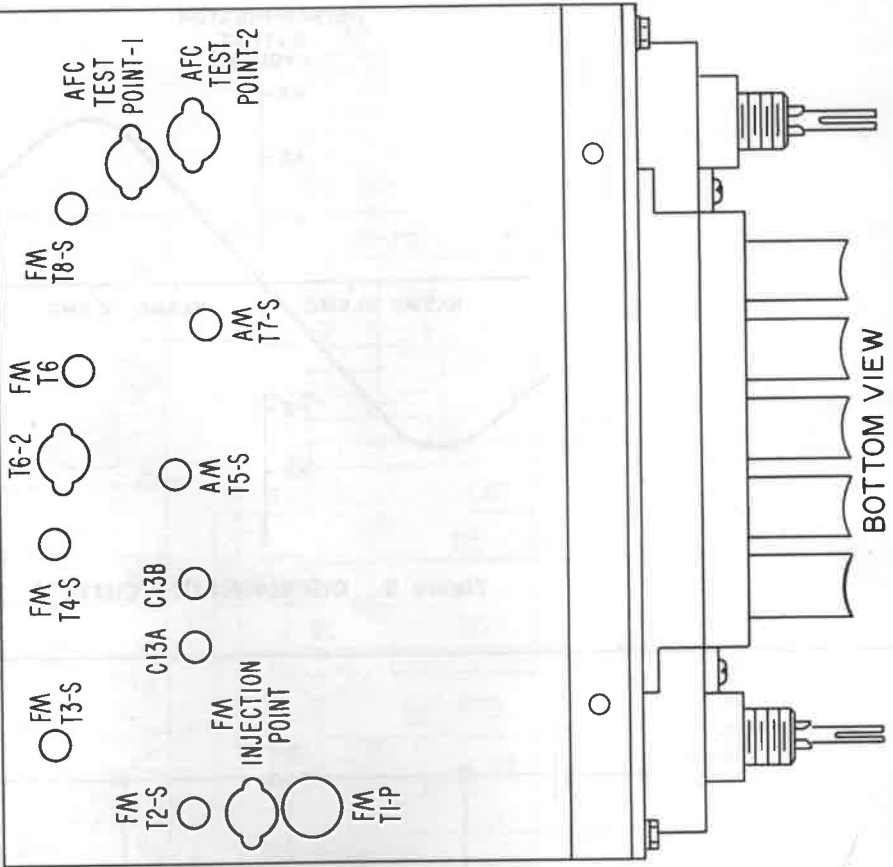 AFC
TEST
POINT-1
AFC
TEST
POINT-2
FM
T8-S
AM
T7-S
FM
T6
T6-2
AM
T5-S
FM
T4-S
C13B
C13A
FM
T3-S
FM
INJECTION
POINT
FM
T2-S
FM
T1-P
BOTTOM VIEW